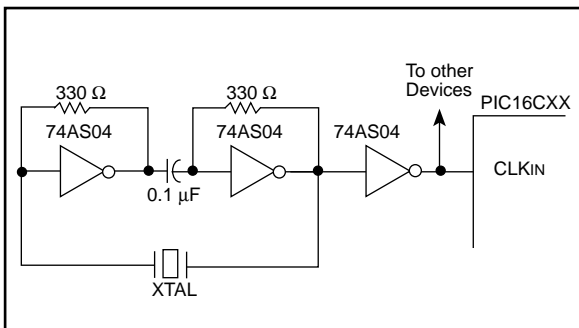 330 Ω
330 Ω
To other
Devices
74AS04
74AS04
74AS04
PIC16CXX
0.1 µF
CLKIN
XTAL